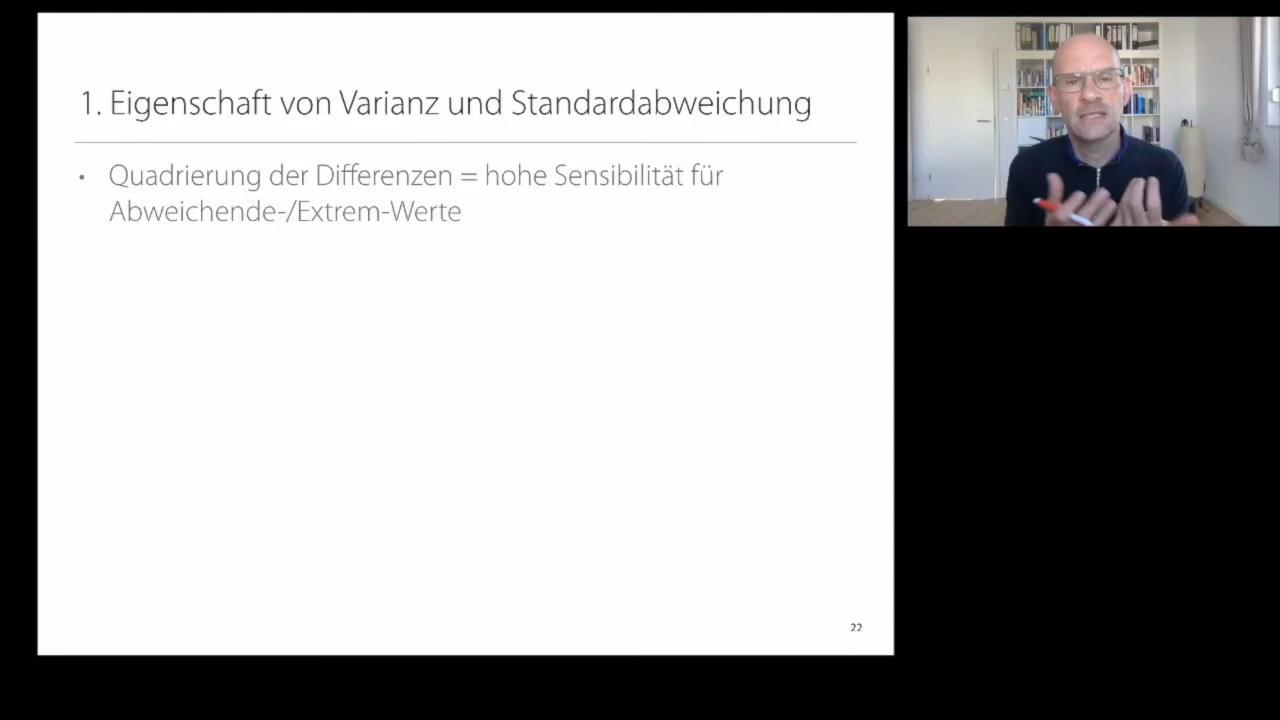 1. Eigenschaft von Varianz und Standardabweichung
• Quadrierung der Differenzen = hohe Sensibilität für
Abweichende-/Extrem-Werte
22